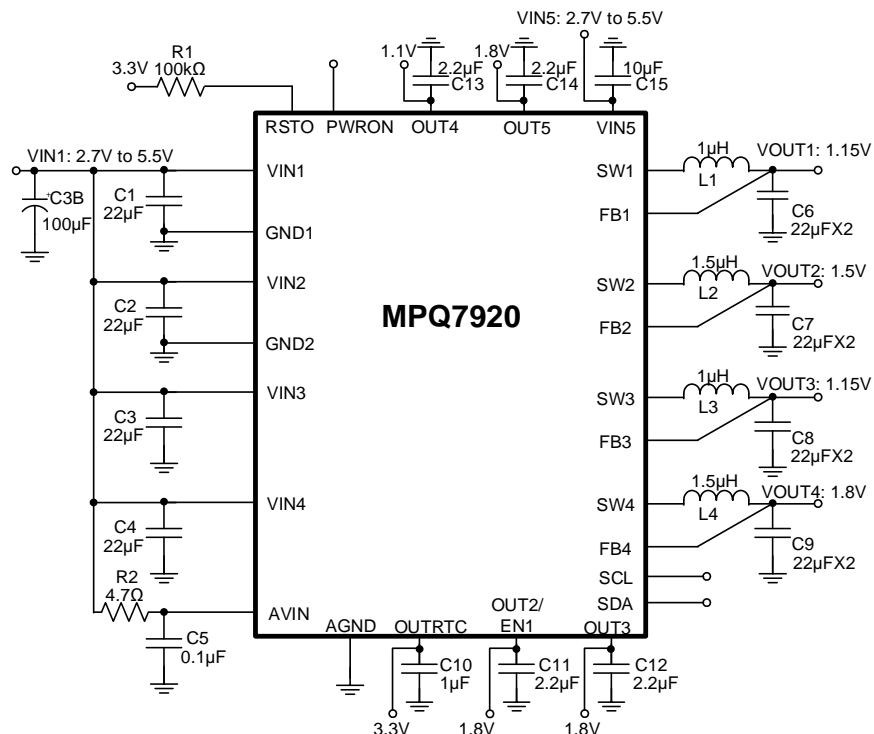 VIN5: 2.7V to 5.5V
R1
100kΩ
3.3V
1.1V
2.2µF
C13
1.8V
2.2µF
C14
10µF
C15
RSTO
PWRON
OUT4
OUT5
VIN5
VIN1: 2.7V to 5.5V
+
C3B
100µF
C1
22µF
VIN1
GND1
C2
22µF
VIN2
GND2
C3
22µF
VIN3
C4
22µF
VIN4
R2
4.7Ω
AVIN
C5
0.1µF
MPQ7920
SW1
1µH
L1
VOUT1: 1.15V
FB1
C6
22µFX2
SW2
1.5µH
L2
VOUT2: 1.5V
FB2
C7
22µFX2
SW3
1µH
L3
VOUT3: 1.15V
FB3
C8
22µFX2
SW4
1.5µH
L4
VOUT4: 1.8V
FB4
C9
22µFX2
SCL
SDA
AGND
OUTRTC
OUT2/
EN1
OUT3
C10
1µF
C11
2.2µF
C12
2.2µF
3.3V
1.8V
1.8V